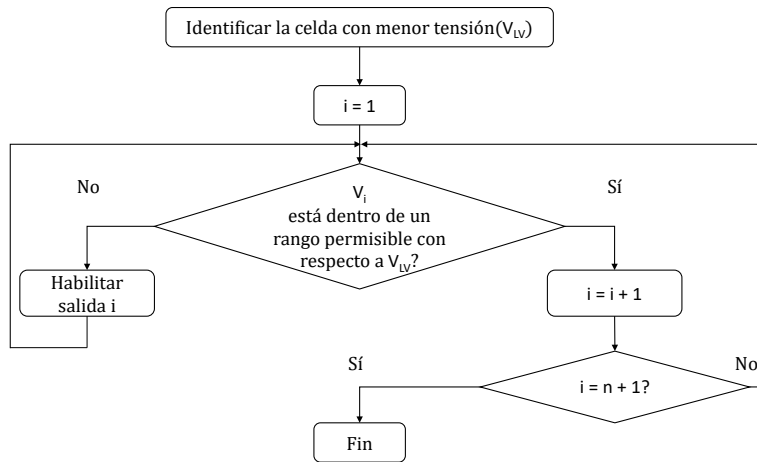 Identificar la celda con menor tensión(V_LV)
i = 1
No
Sí
V_i
está dentro de un
rango permisible con
respecto a V_LV?
Habilitar
salida i
i = i + 1
Sí
No
i = n + 1?
Fin